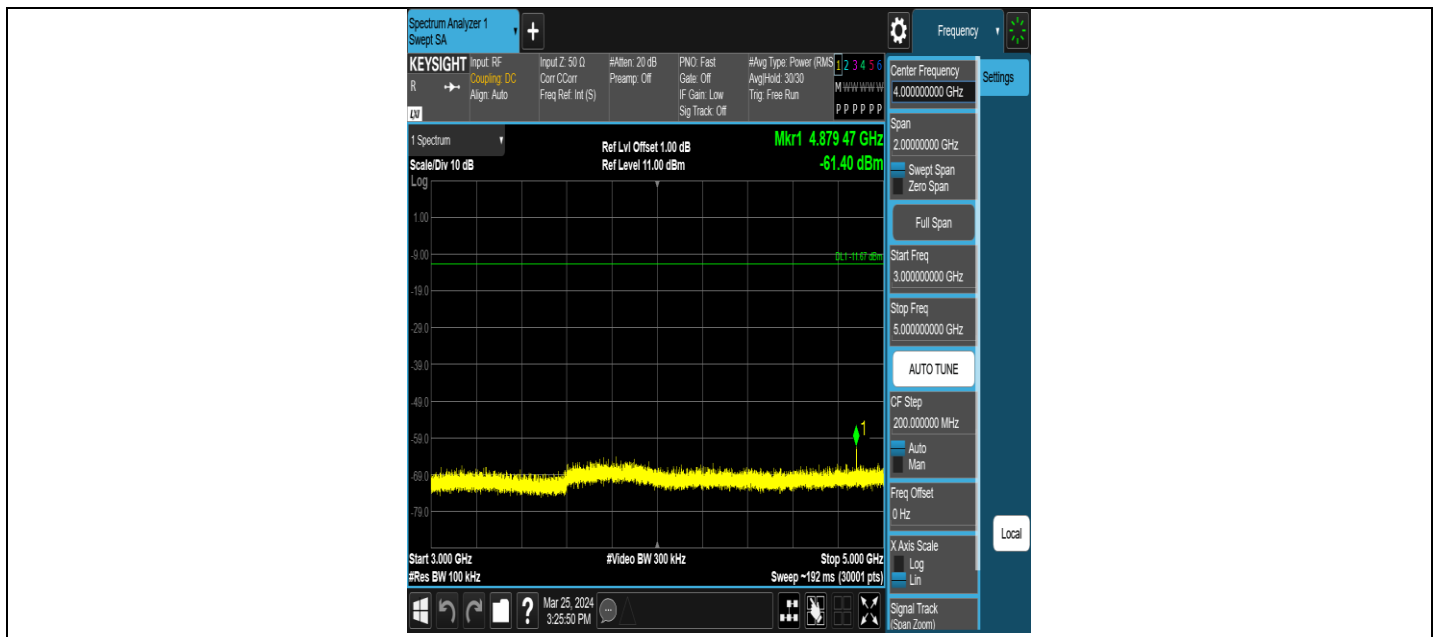 Spectrum Analyzer 1
Swept SA
Frequency
KEYSIGHT
R
LXI
Input: RF
Coupling: DC
Align: Auto
Input Z: 50 Ω
Corr CCorr
Freq Ref: Int (S)
#Atten: 20 dB
Preamp: Off
PNO: Fast
Gate: Off
IF Gain: Low
Sig Track: Off
#Avg Type: Power (RMS
Avg|Hold: 30/30
Trig: Free Run
1 2 3 4 5 6
M W W W W W
P P P P P P
1 Spectrum
Scale/Div 10 dB
Log
Ref Lvl Offset 1.00 dB
Ref Level 11.00 dBm
Mkr1 4.879 47 GHz
-61.40 dBm
1.00
-9.00
DL1 -11.67 dBm
-19.0
-29.0
-39.0
-49.0
-59.0
1
-69.0
-79.0
Start 3.000 GHz
#Res BW 100 kHz
#Video BW 300 kHz
Stop 5.000 GHz
Sweep ~192 ms (30001 pts)
Mar 25, 2024
3:25:50 PM
Center Frequency
4.000000000 GHz
Settings
Span
2.00000000 GHz
Swept Span
Zero Span
Full Span
Start Freq
3.000000000 GHz
Stop Freq
5.000000000 GHz
AUTO TUNE
CF Step
200.000000 MHz
Auto
Man
Freq Offset
0 Hz
Local
X Axis Scale
Log
Lin
Signal Track
(Span Zoom)